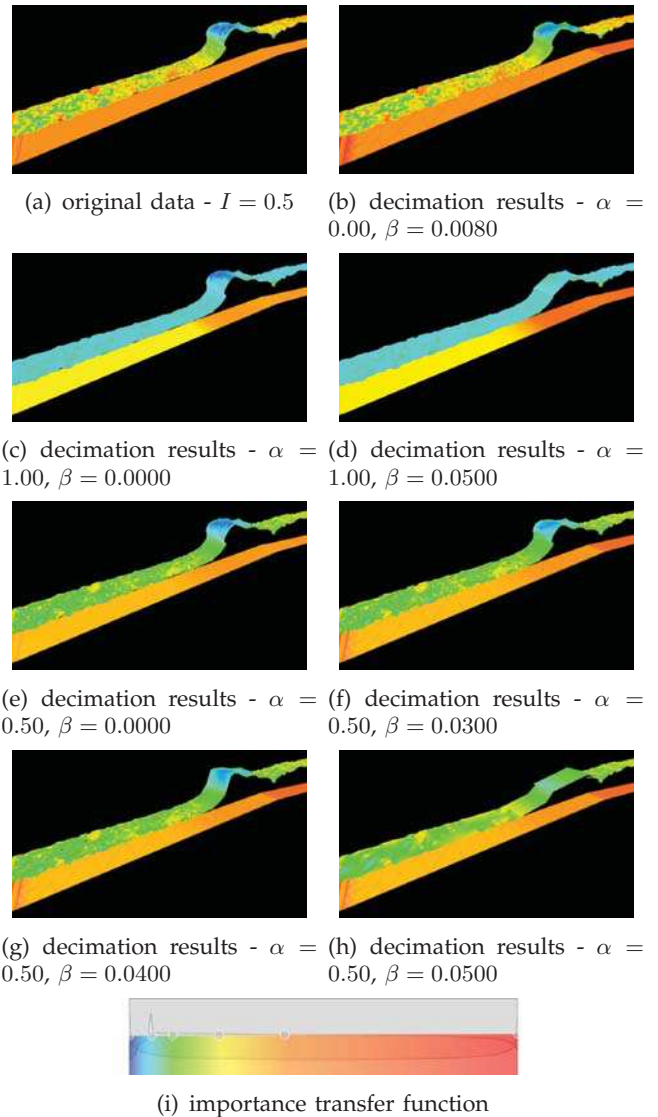 (a) original data - I = 0.5
(b) decimation results - α =
0.00, β = 0.0080
(c) decimation results - α =
1.00, β = 0.0000
(d) decimation results - α =
1.00, β = 0.0500
(e) decimation results - α =
0.50, β = 0.0000
(f) decimation results - α =
0.50, β = 0.0300
(g) decimation results - α =
0.50, β = 0.0400
(h) decimation results - α =
0.50, β = 0.0500
(i) importance transfer function